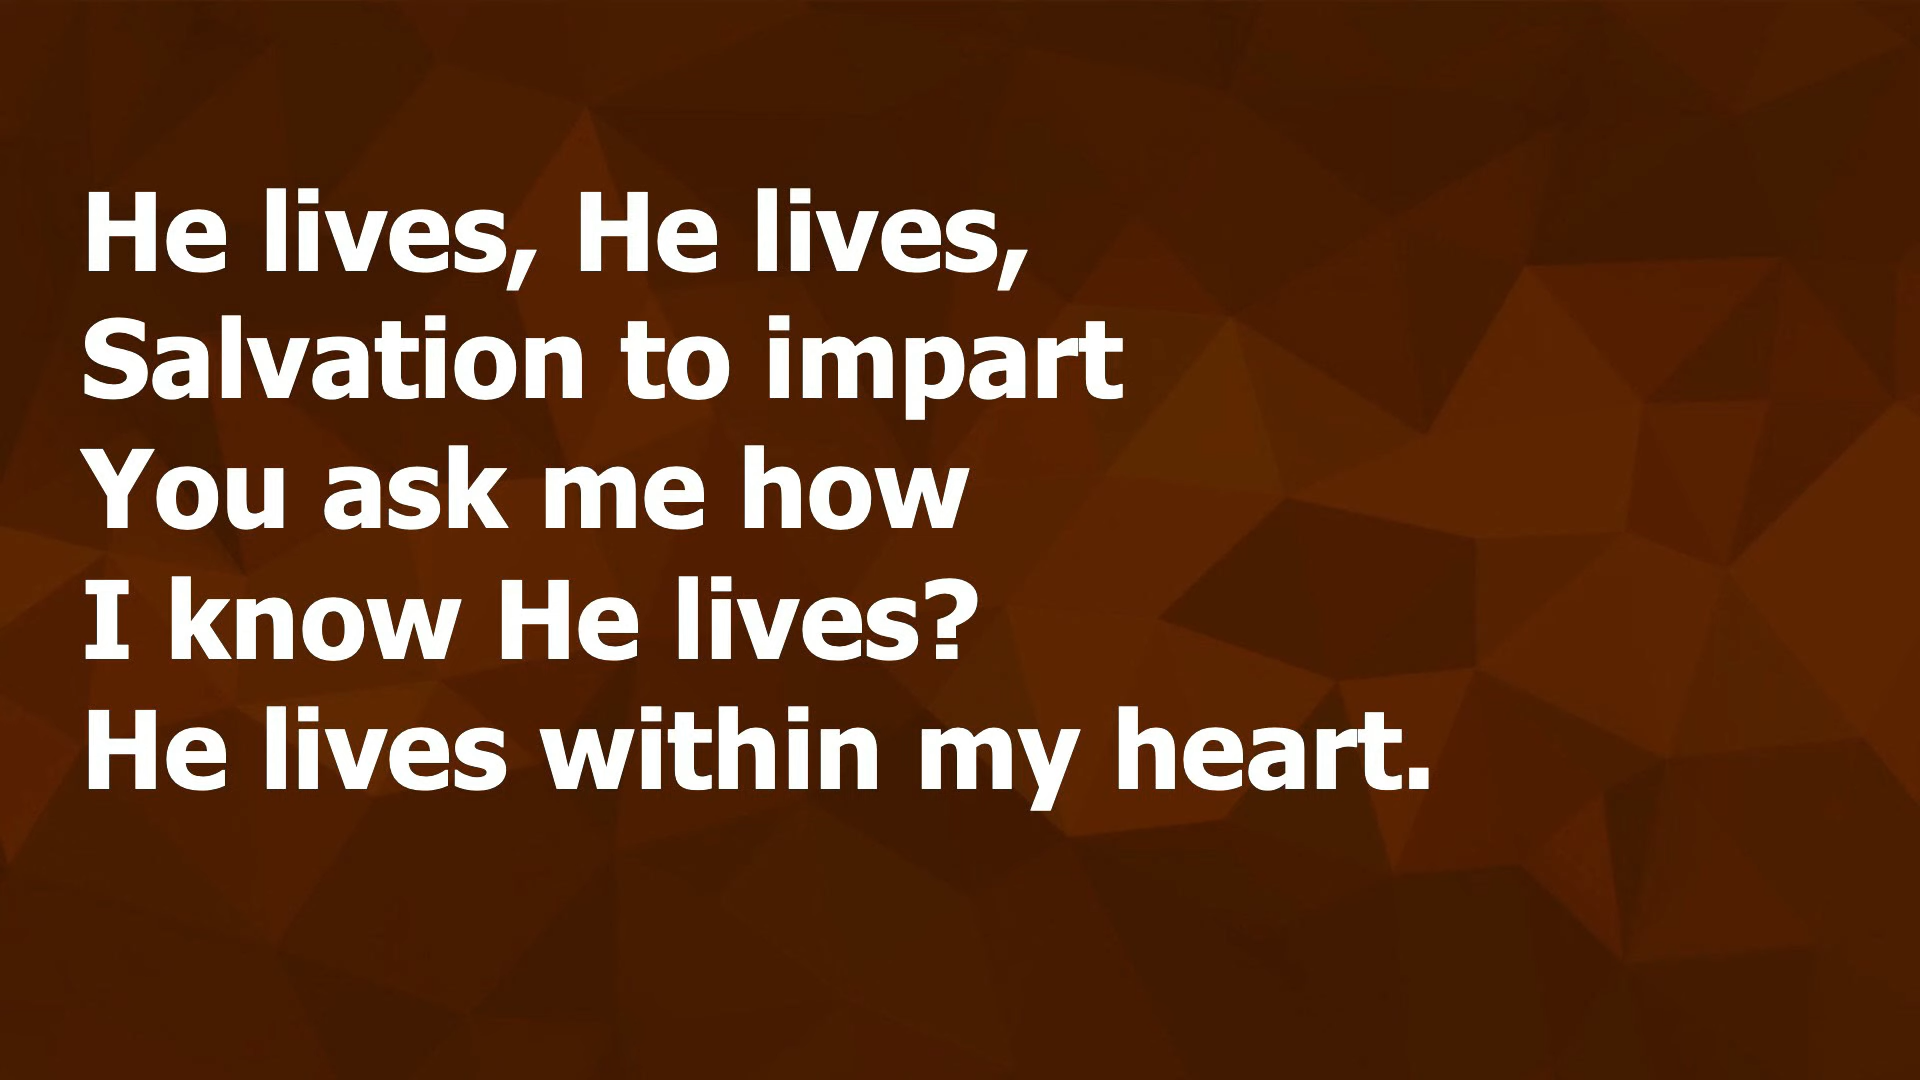 He lives, He lives,
Salvation to impart
You ask me how
I know He lives?
He lives within my heart.